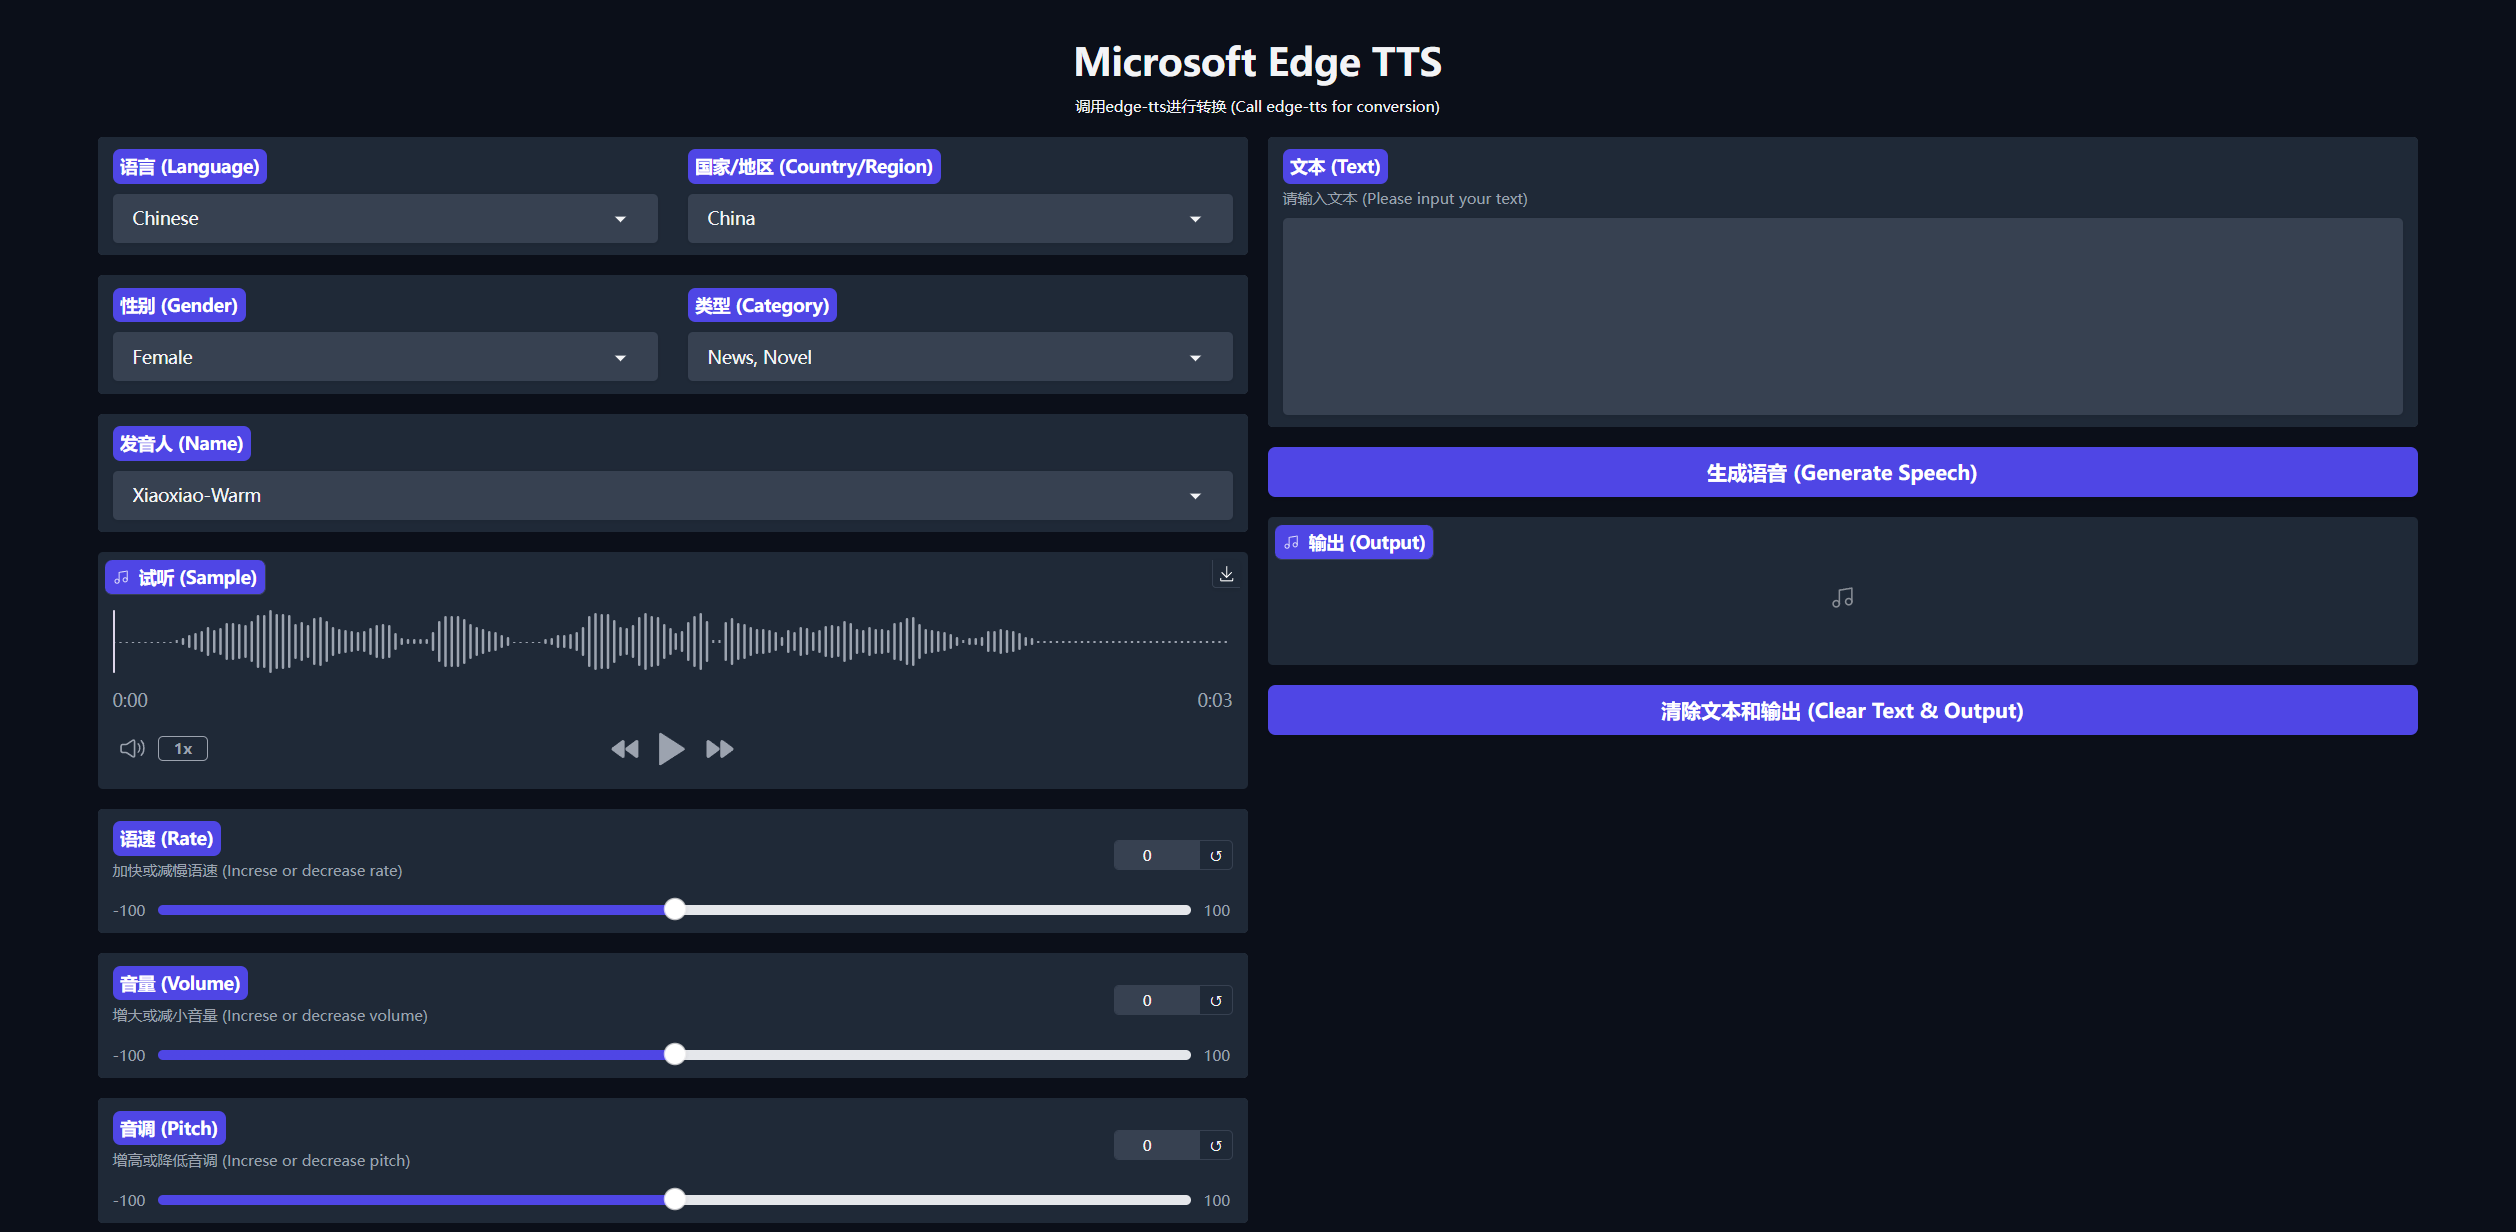 Microsoft Edge TTS
调用edge-tts进行转换 (Call edge-tts for conversion)
语言 (Language)
Chinese
国家/地区 (Country/Region)
China
性别 (Gender)
Female
类型 (Category)
News, Novel
发音人 (Name)
Xiaoxiao-Warm
试听 (Sample)
0:00
0:03
1x
语速 (Rate)
加快或减慢语速 (Increse or decrease rate)
0
-100
100
音量 (Volume)
增大或减小音量 (Increse or decrease volume)
0
-100
100
音调 (Pitch)
增高或降低音调 (Increse or decrease pitch)
0
-100
100
文本 (Text)
请输入文本 (Please input your text)
生成语音 (Generate Speech)
输出 (Output)
清除文本和输出 (Clear Text & Output)